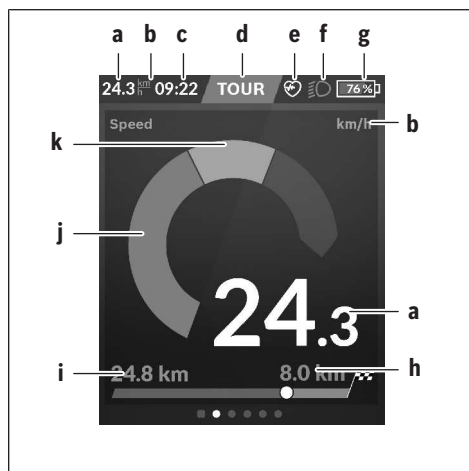 a b c d e f g
24.3 km/h 09:22 TOUR 76 %
Speed km/h b
k
j
24.3 a
i 24.8 km 8.0 km h